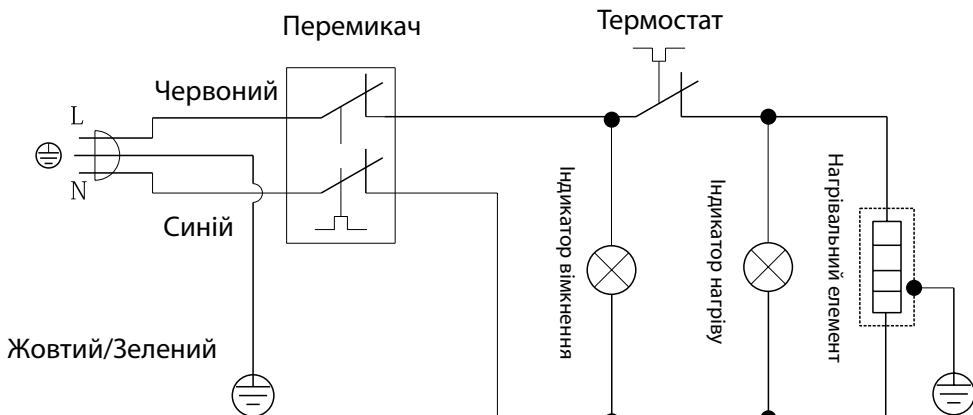 Перемикач
Термостат
Червоний
L
N
Синій
Жовтий/Зелений
Індикатор вімкнення
Індикатор нагріву
Нагрівальний елемент